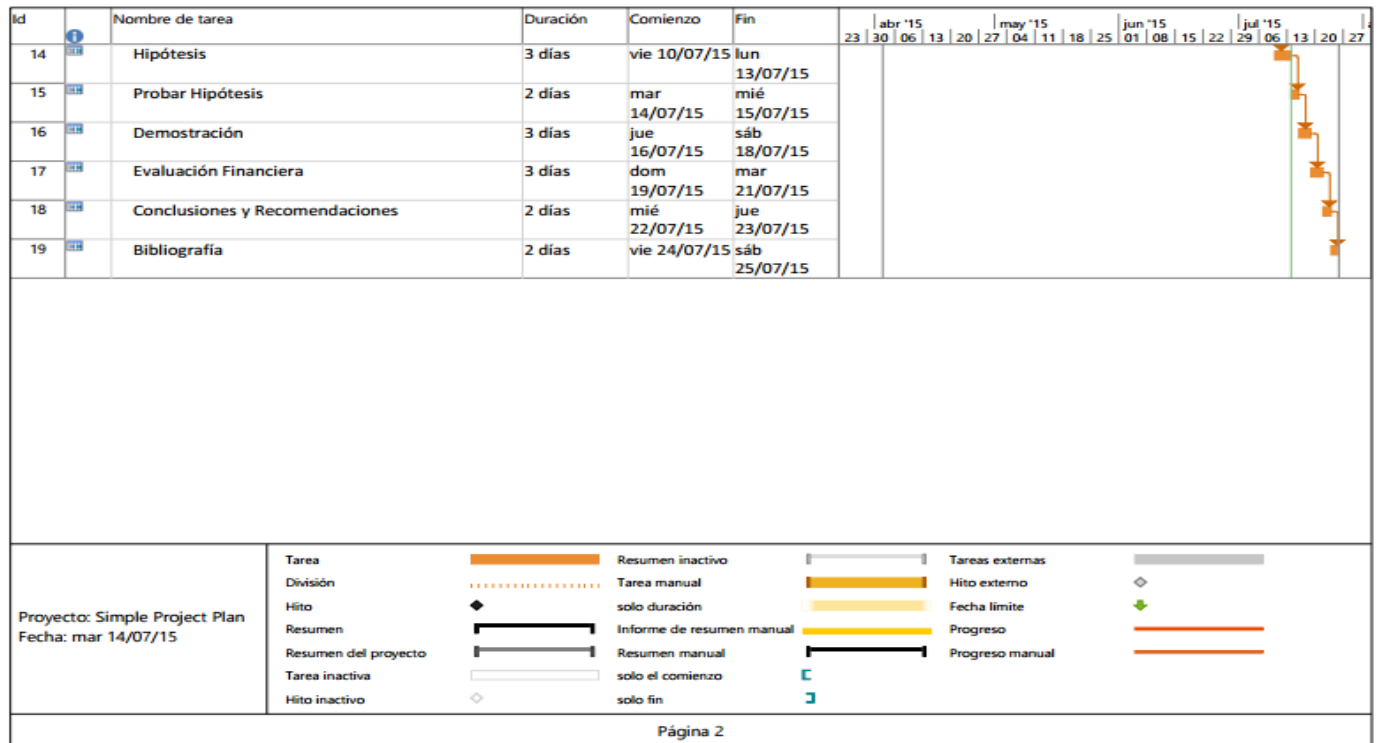 Id Nombre de tarea Duración Comienzo Fin
abr '15 may '15 jun '15 jul '15
23 30 06 13 20 27 04 11 18 25 01 08 15 22 29 06 13 20 27
14 Hipótesis 3 días vie 10/07/15 lun
13/07/15
15 Probar Hipótesis 2 días mar mié
14/07/15 15/07/15
16 Demostración 3 días jue sáb
16/07/15 18/07/15
17 Evaluación Financiera 3 días dom mar
19/07/15 21/07/15
18 Conclusiones y Recomendaciones 2 días mié jue
22/07/15 23/07/15
19 Bibliografía 2 días vie 24/07/15 sáb
25/07/15
Proyecto: Simple Project Plan
Fecha: mar 14/07/15
Tarea
División
Hito
Resumen
Resumen del proyecto
Tarea inactiva
Hito inactivo
Resumen inactivo
Tarea manual
solo duración
Informe de resumen manual
Resumen manual
solo el comienzo
solo fin
Tareas externas
Hito externo
Fecha límite
Progreso
Progreso manual
Página 2